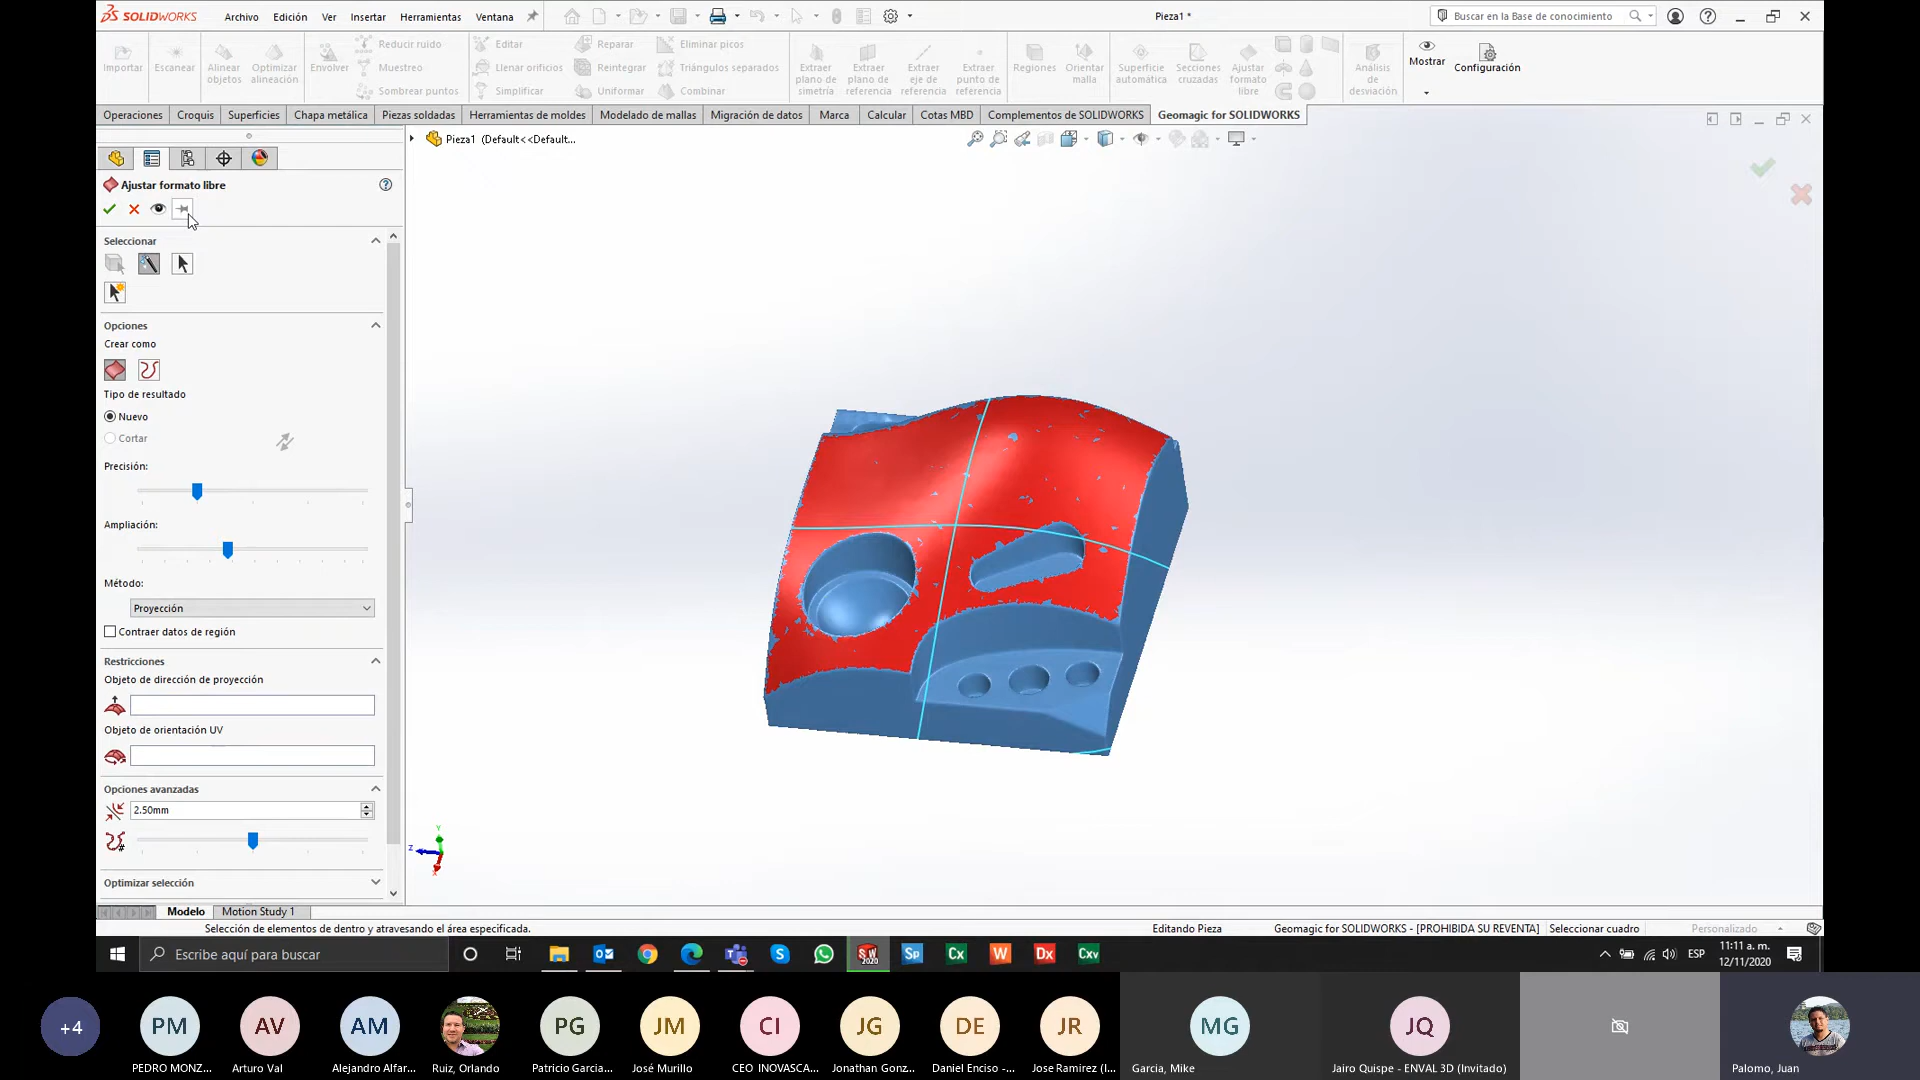 SOLIDWORKS
Archivo Edición Ver Insertar Herramientas Ventana
Pieza1 *
Buscar en la Base de conocimiento
Importar
Escanear
Alinear objetos
Optimizar alineación
Envolver
Reducir ruido
Muestreo
Sombrear puntos
Editar
Llenar orificios
Simplificar
Reparar
Reintegrar
Uniformar
Eliminar picos
Triángulos separados
Combinar
Extraer plano de simetría
Extraer plano de referencia
Extraer eje de referencia
Extraer punto de referencia
Regiones
Orientar malla
Superficie automática
Secciones cruzadas
Ajustar formato libre
Análisis de desviación
Mostrar
Configuración
Operaciones Croquis Superficies Chapa metálica Piezas soldadas Herramientas de moldes Modelado de mallas Migración de datos Marca Calcular Cotas MBD Complementos de SOLIDWORKS Geomagic for SOLIDWORKS
Pieza1 (Default<<Default...
Ajustar formato libre
Seleccionar
Opciones
Crear como
Tipo de resultado
Nuevo
Cortar
Precisión:
Ampliación:
Método:
Proyección
Contraer datos de región
Restricciones
Objeto de dirección de proyección
Objeto de orientación UV
Opciones avanzadas
2.50mm
Optimizar selección
Y
Z
X
Modelo Motion Study 1
Selección de elementos de dentro y atravesando el área especificada.
Editando Pieza
Geomagic for SOLIDWORKS - [PROHIBIDA SU REVENTA]
Seleccionar cuadro
Personalizado
Escribe aquí para buscar
SW 2020
Sp
Cx
W
Dx
Cxv
ESP
11:11 a. m.
12/11/2020
+4
PM
AV
AM
PG
JM
CI
JG
DE
JR
MG
JQ
PEDRO MONZ...
Arturo Val
Alejandro Alfar...
Ruiz, Orlando
Patricio Garcia...
José Murillo
CEO INOVASCA...
Jonathan Gonz...
Daniel Enciso -...
Jose Ramirez (I...
Garcia, Mike
Jairo Quispe - ENVAL 3D (Invitado)
Palomo, Juan